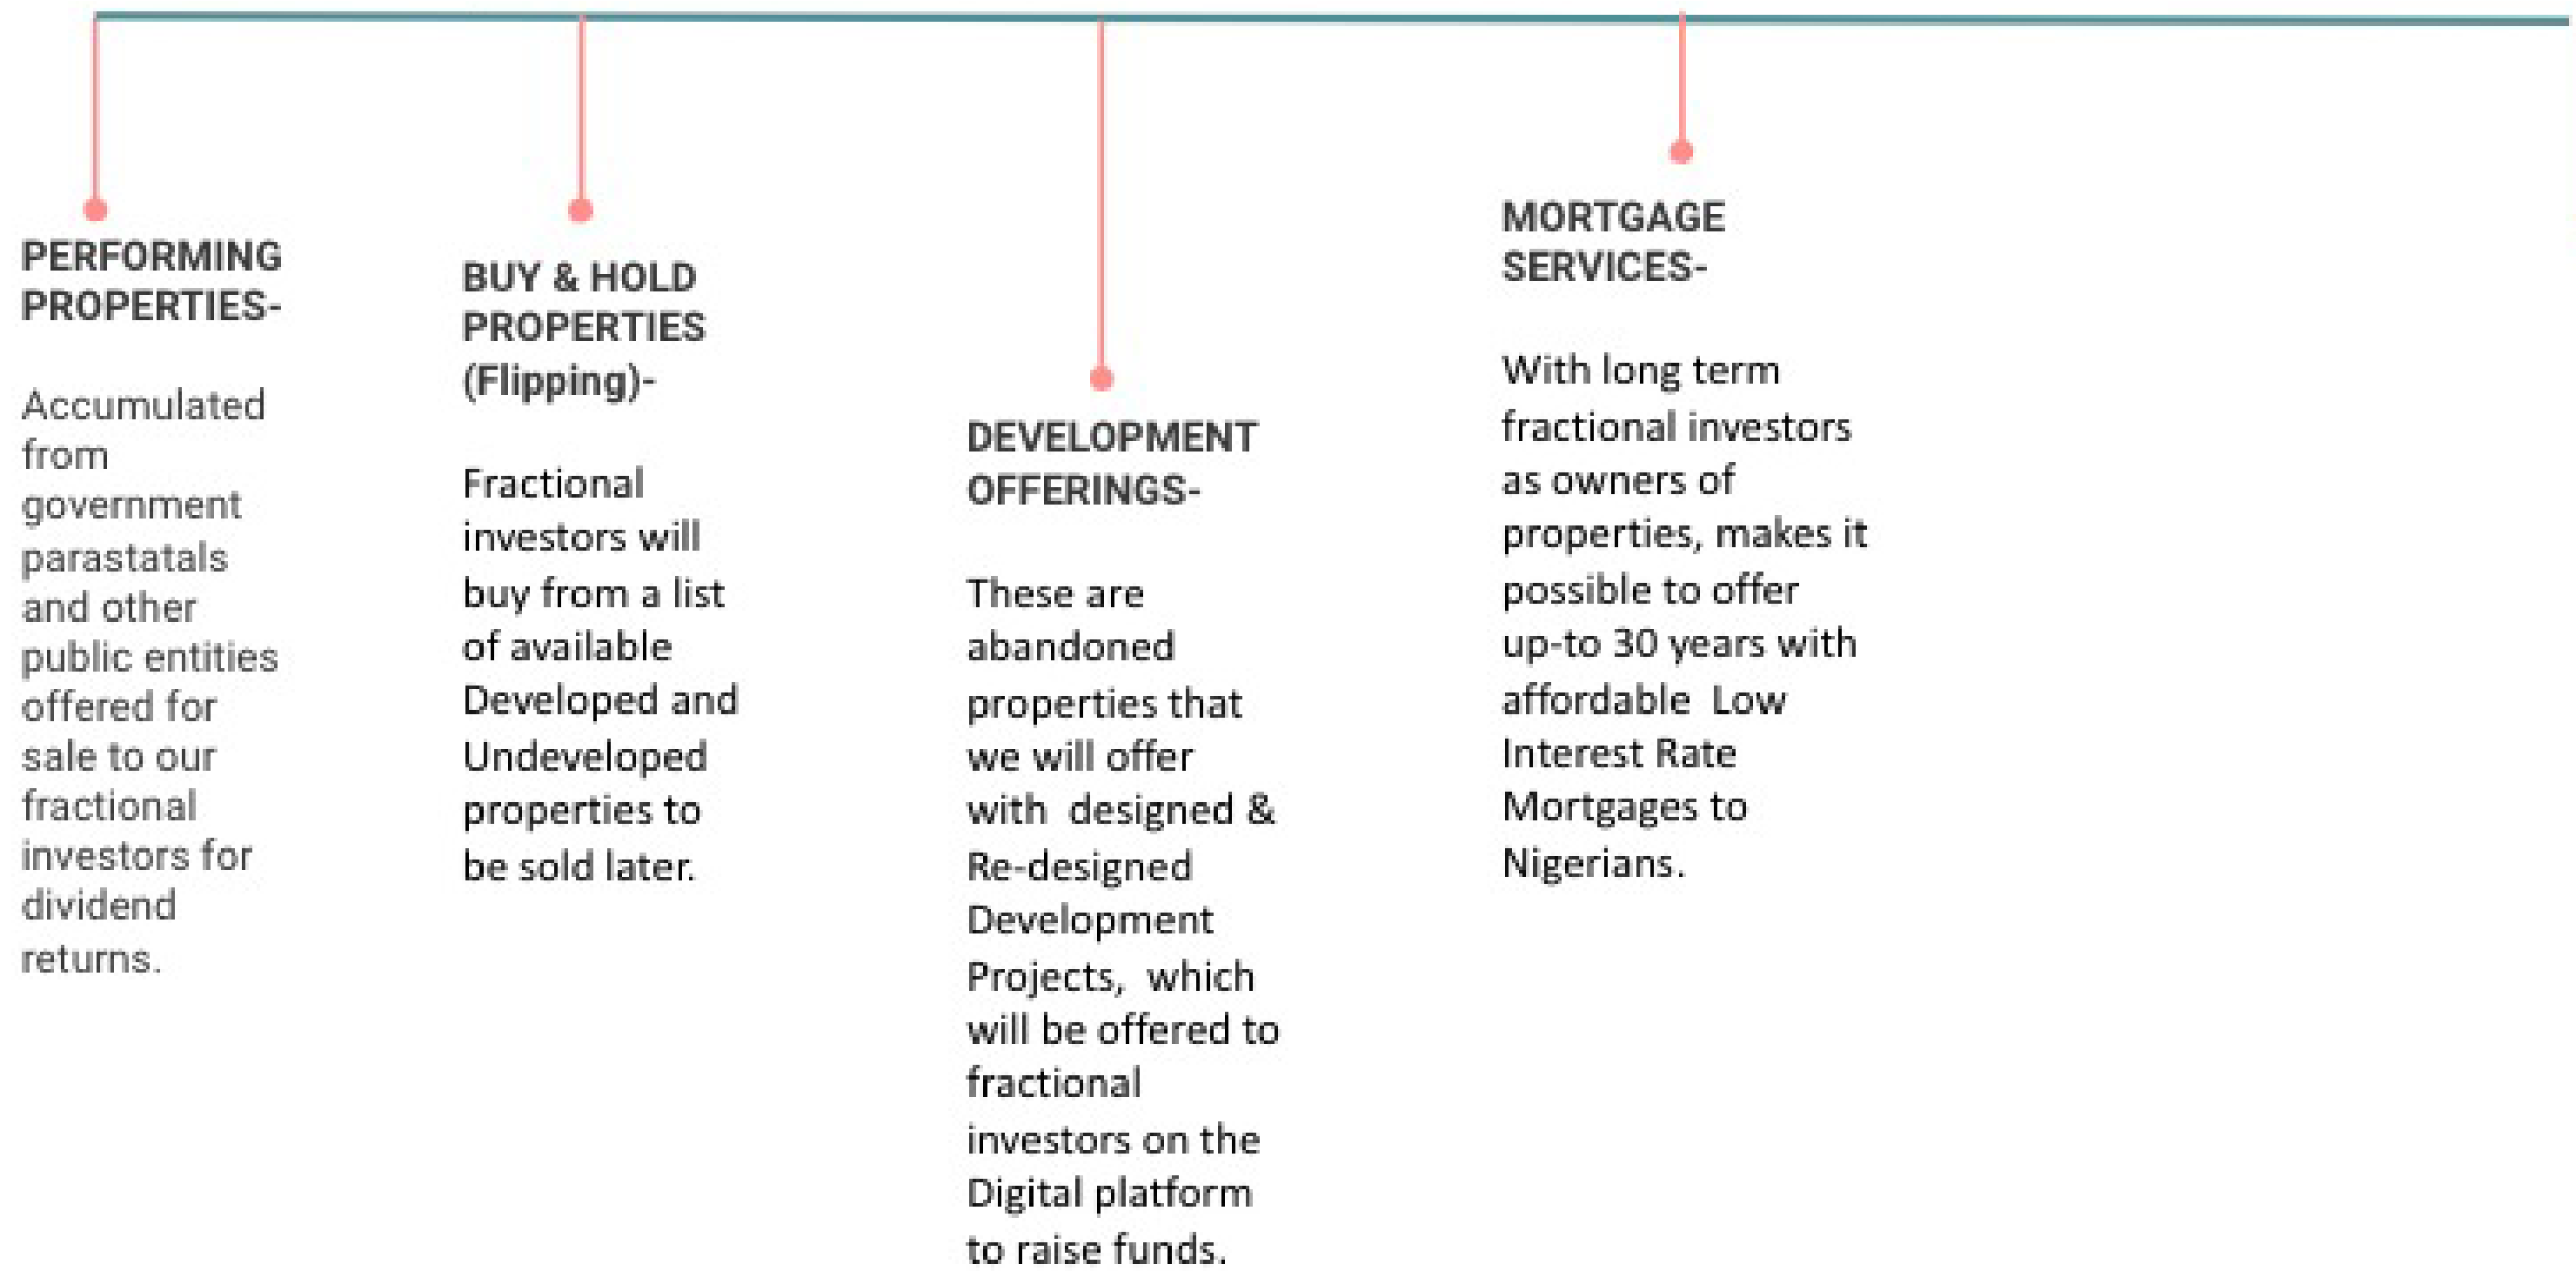 PERFORMING
PROPERTIES-
Accumulated
from
government
parastatals
and other
public entities
offered for
sale to our
fractional
investors for
dividend
returns.
BUY & HOLD
PROPERTIES
(Flipping)-
Fractional
investors will
buy from a list
of available
Developed and
Undeveloped
properties to
be sold later.
DEVELOPMENT
OFFERINGS-
These are
abandoned
properties that
we will offer
with  designed &
Re-designed
Development
Projects,  which
will be offered to
fractional
investors on the
Digital platform
to raise funds.
MORTGAGE
SERVICES-
With long term
fractional investors
as owners of
properties, makes it
possible to offer
up-to 30 years with
affordable  Low
Interest Rate
Mortgages to
Nigerians.